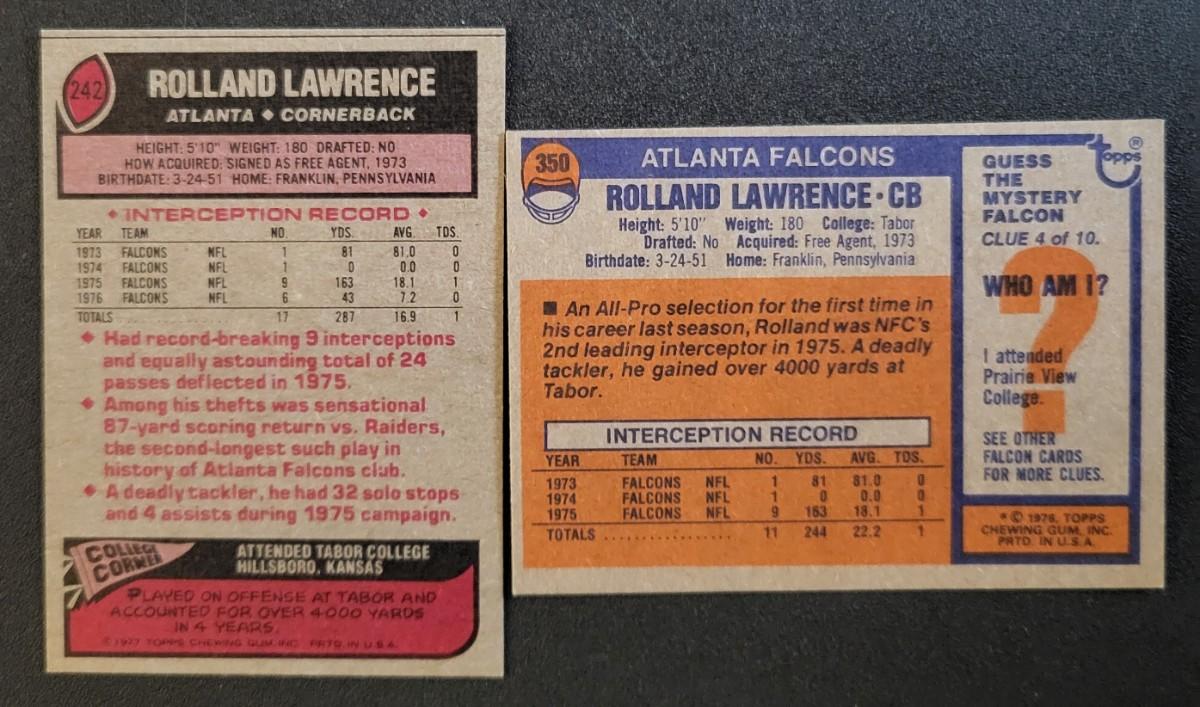 242
ROLLAND LAWRENCE
ATLANTA ◆ CORNERBACK
HEIGHT: 5'10" WEIGHT: 180 DRAFTED: NO
HOW ACQUIRED: SIGNED AS FREE AGENT, 1973
BIRTHDATE: 3-24-51 HOME: FRANKLIN, PENNSYLVANIA
◆ INTERCEPTION RECORD ◆
YEAR TEAM NO. YDS. AVG. TDS.
1973 FALCONS NFL 1 81 81.0 0
1974 FALCONS NFL 1 0 0.0 0
1975 FALCONS NFL 9 163 18.1 1
1976 FALCONS NFL 6 43 7.2 0
TOTALS 17 287 16.9 1
◆ Had record-breaking 9 interceptions
and equally astounding total of 24
passes deflected in 1975.
◆ Among his thefts was sensational
87-yard scoring return vs. Raiders,
the second-longest such play in
history of Atlanta Falcons club.
◆ A deadly tackler, he had 32 solo stops
and 4 assists during 1975 campaign.
COLLEGE
CORNER
ATTENDED TABOR COLLEGE
HILLSBORO, KANSAS
PLAYED ON OFFENSE AT TABOR AND
ACCOUNTED FOR OVER 4000 YARDS
IN 4 YEARS.
© 1977 TOPPS CHEWING GUM, INC. PRTD. IN U.S.A.
350
ATLANTA FALCONS
ROLLAND LAWRENCE • CB
Height: 5'10" Weight: 180 College: Tabor
Drafted: No Acquired: Free Agent, 1973
Birthdate: 3-24-51 Home: Franklin, Pennsylvania
■ An All-Pro selection for the first time in
his career last season, Rolland was NFC's
2nd leading interceptor in 1975. A deadly
tackler, he gained over 4000 yards at
Tabor.
INTERCEPTION RECORD
YEAR TEAM NO. YDS. AVG. TDS.
1973 FALCONS NFL 1 81 81.0 0
1974 FALCONS NFL 1 0 0.0 0
1975 FALCONS NFL 9 163 18.1 1
TOTALS .................. 11 244 22.2 1
topps ®
GUESS
THE
MYSTERY
FALCON
CLUE 4 of 10.
?
WHO AM I?
I attended
Prairie View
College.
SEE OTHER
FALCON CARDS
FOR MORE CLUES.
* © 1976, TOPPS
CHEWING GUM, INC.
PRTD. IN U.S.A.